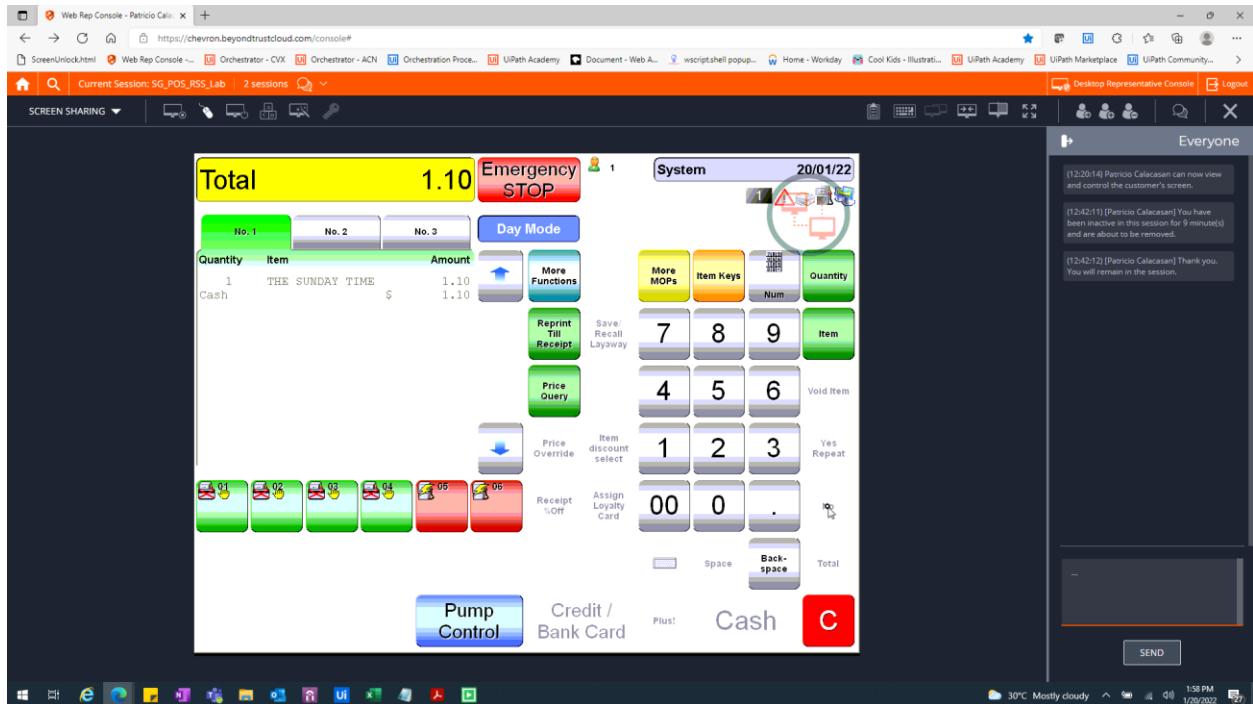 Web Rep Console - Patricio Cala
https://chevron.beyondtrustcloud.com/console#
ScreenUnlock.html Web Rep Console -... Orchestrator - CVX Orchestrator - ACN Orchestration Proce... UiPath Academy Document - Web A... wscript.shell popup... Home - Workday Cool Kids - Illustrati... UiPath Academy UiPath Marketplace UiPath Community...
Current Session: SG_POS_RSS_Lab 2 sessions Desktop Representative Console Logout
SCREEN SHARING
Everyone
(12:20:14) Patricio Calacasan can now view
and control the customer's screen.
(12:42:11) [Patricio Calacasan] You have
been inactive in this session for 9 minute(s)
and are about to be removed.
(12:42:12) [Patricio Calacasan] Thank you.
You will remain in the session.
...
SEND
Total 1.10
Emergency
STOP
1
System 20/01/22
1
No. 1 No. 2 No. 3
Day Mode
Quantity Item Amount
1 THE SUNDAY TIME 1.10
Cash $ 1.10
More
Functions
More
MOPs
Item Keys
Num
Quantity
Reprint
Till
Receipt
Save/
Recall
Layaway
7 8 9
Item
Price
Query
4 5 6
Void Item
Price
Override
Item
discount
select
1 2 3
Yes
Repeat
01 02 03 04 05 06
Receipt
%Off
Assign
Loyalty
Card
00 0 .
Space
Back-
space
Total
Pump
Control
Credit /
Bank Card
Plus!
Cash
C
30°C Mostly cloudy
1:58 PM
1/20/2022
27